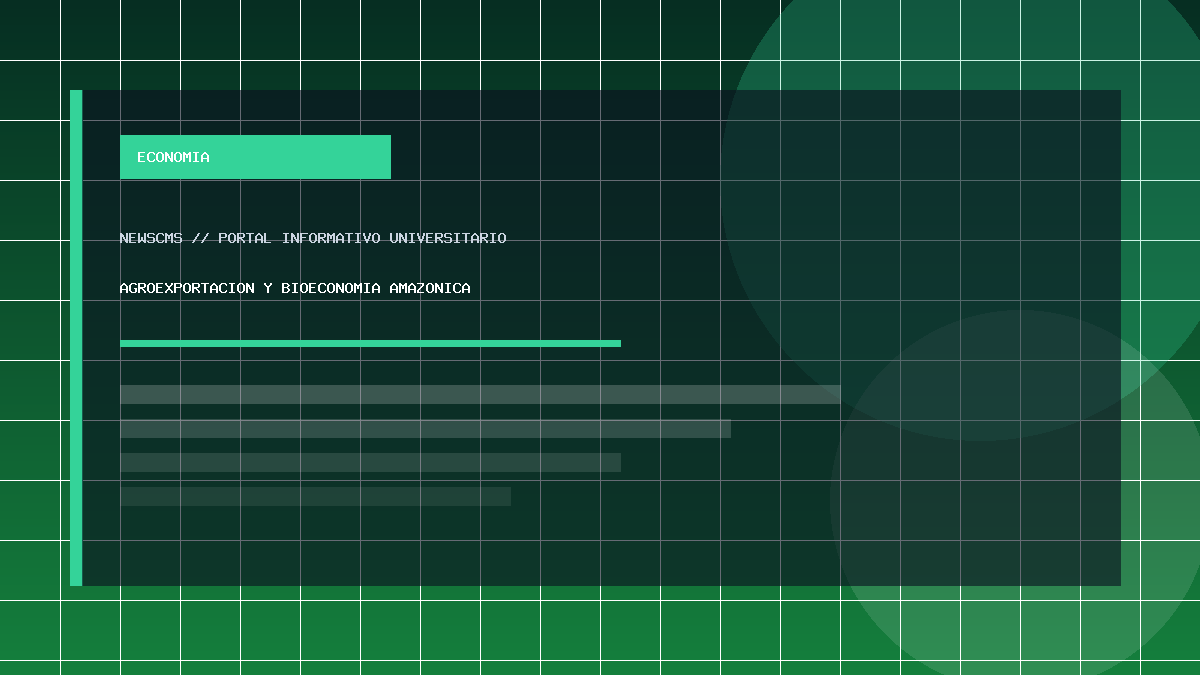 ECONOMIA
NEWSCMS // PORTAL INFORMATIVO UNIVERSITARIO
AGROEXPORTACION Y BIOECONOMIA AMAZONICA